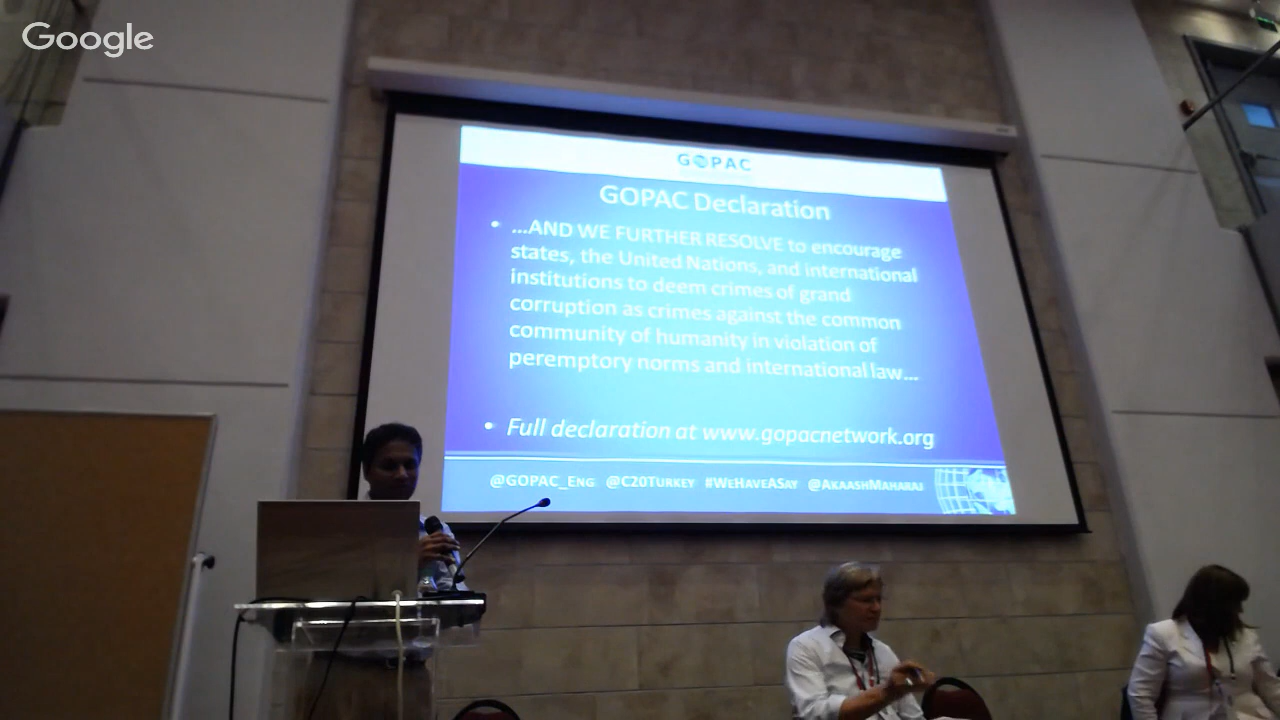 Google
GOPAC
GOPAC Declaration
• ...AND WE FURTHER RESOLVE to encourage
states, the United Nations, and international
institutions to deem crimes of grand
corruption as crimes against the common
community of humanity in violation of
peremptory norms and international law...
• Full declaration at www.gopacnetwork.org
@GOPAC_Eng @C20Turkey #WeHaveASay @AkaashMaharaj